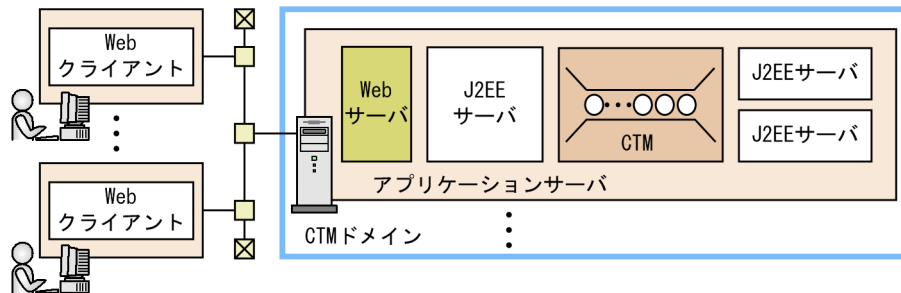 Web
クライアント
Web
クライアント
Web
サーバ
J2EE
サーバ
CTM
J2EEサーバ
J2EEサーバ
アプリケーションサーバ
CTMドメイン